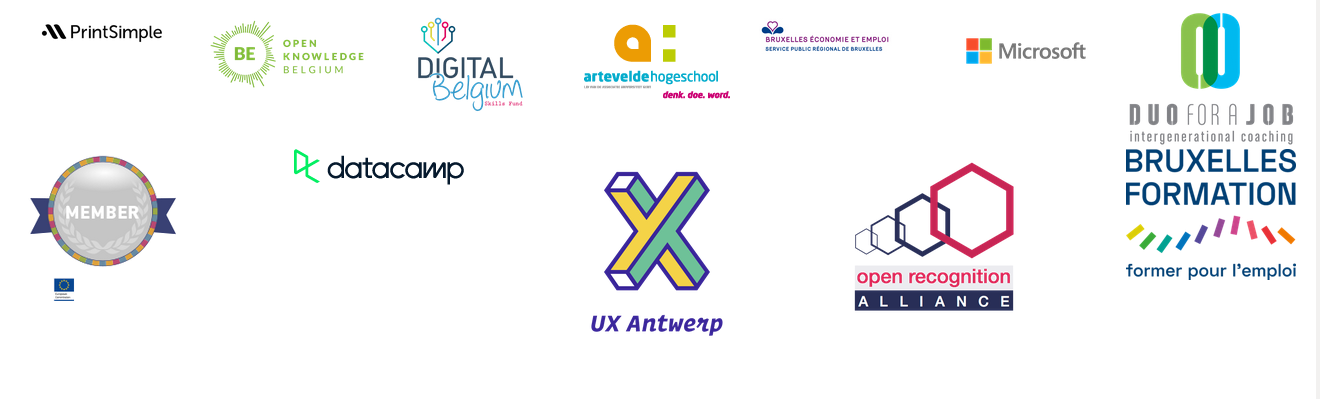 PrintSimple
BE
OPEN
KNOWLEDGE
BELGIUM
DIGITAL
Belgium
Skills Fund
a:
arteveldehogeschool
denk. doe. word.
BRUXELLES ÉCONOMIE ET EMPLOI
SERVICE PUBLIC RÉGIONAL DE BRUXELLES
Microsoft
DUO FOR A JOB
intergenerational coaching
MEMBER
datacamp
UX Antwerp
open recognition
ALLIANCE
BRUXELLES
FORMATION
former pour l'emploi